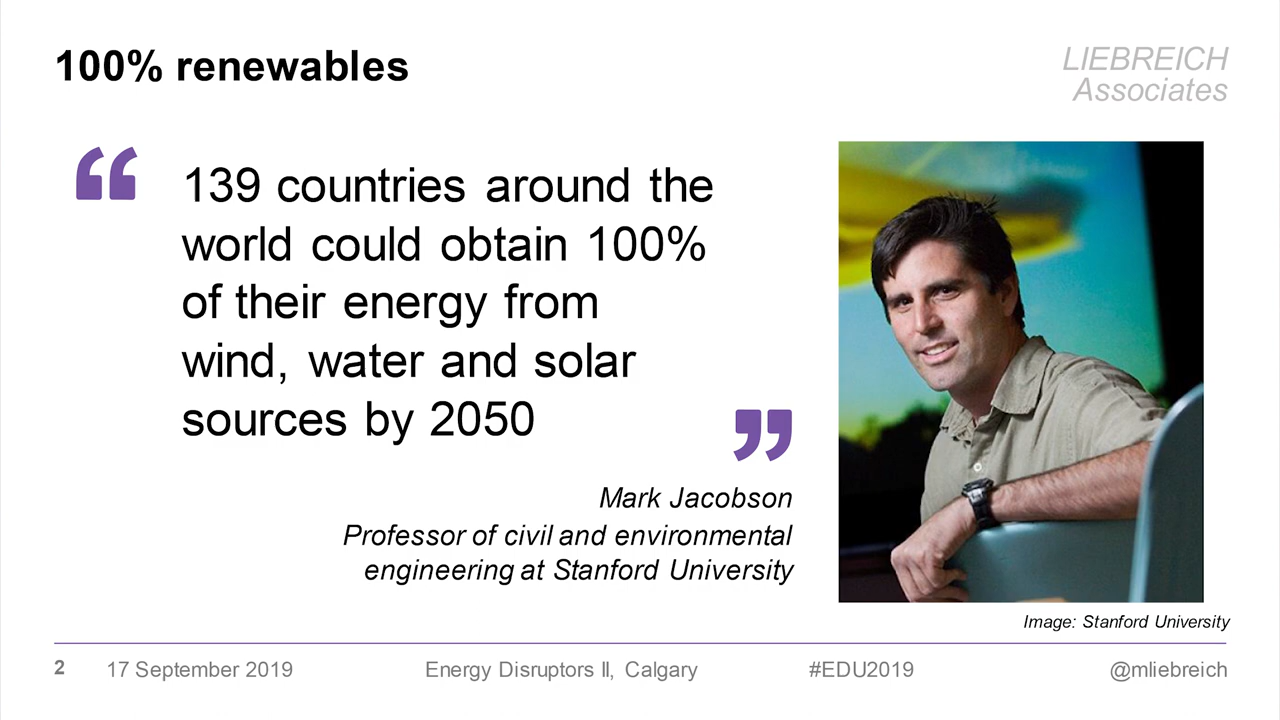 100% renewables
LIEBREICH
Associates
“
139 countries around the
world could obtain 100%
of their energy from
wind, water and solar
sources by 2050
”
Mark Jacobson
Professor of civil and environmental
engineering at Stanford University
Image: Stanford University
2 17 September 2019 Energy Disruptors II, Calgary #EDU2019 @mliebreich